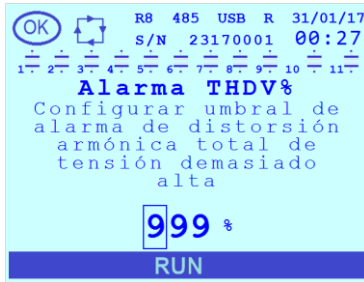 OK R8 485 USB R 31/01/17
S/N 23170001 00:27
1 2 3 4 5 6 7 8 9 10 11
Alarma THDV%
Configurar umbral de
alarma de distorsión
armónica total de
tensión demasiado
alta
999 %
RUN